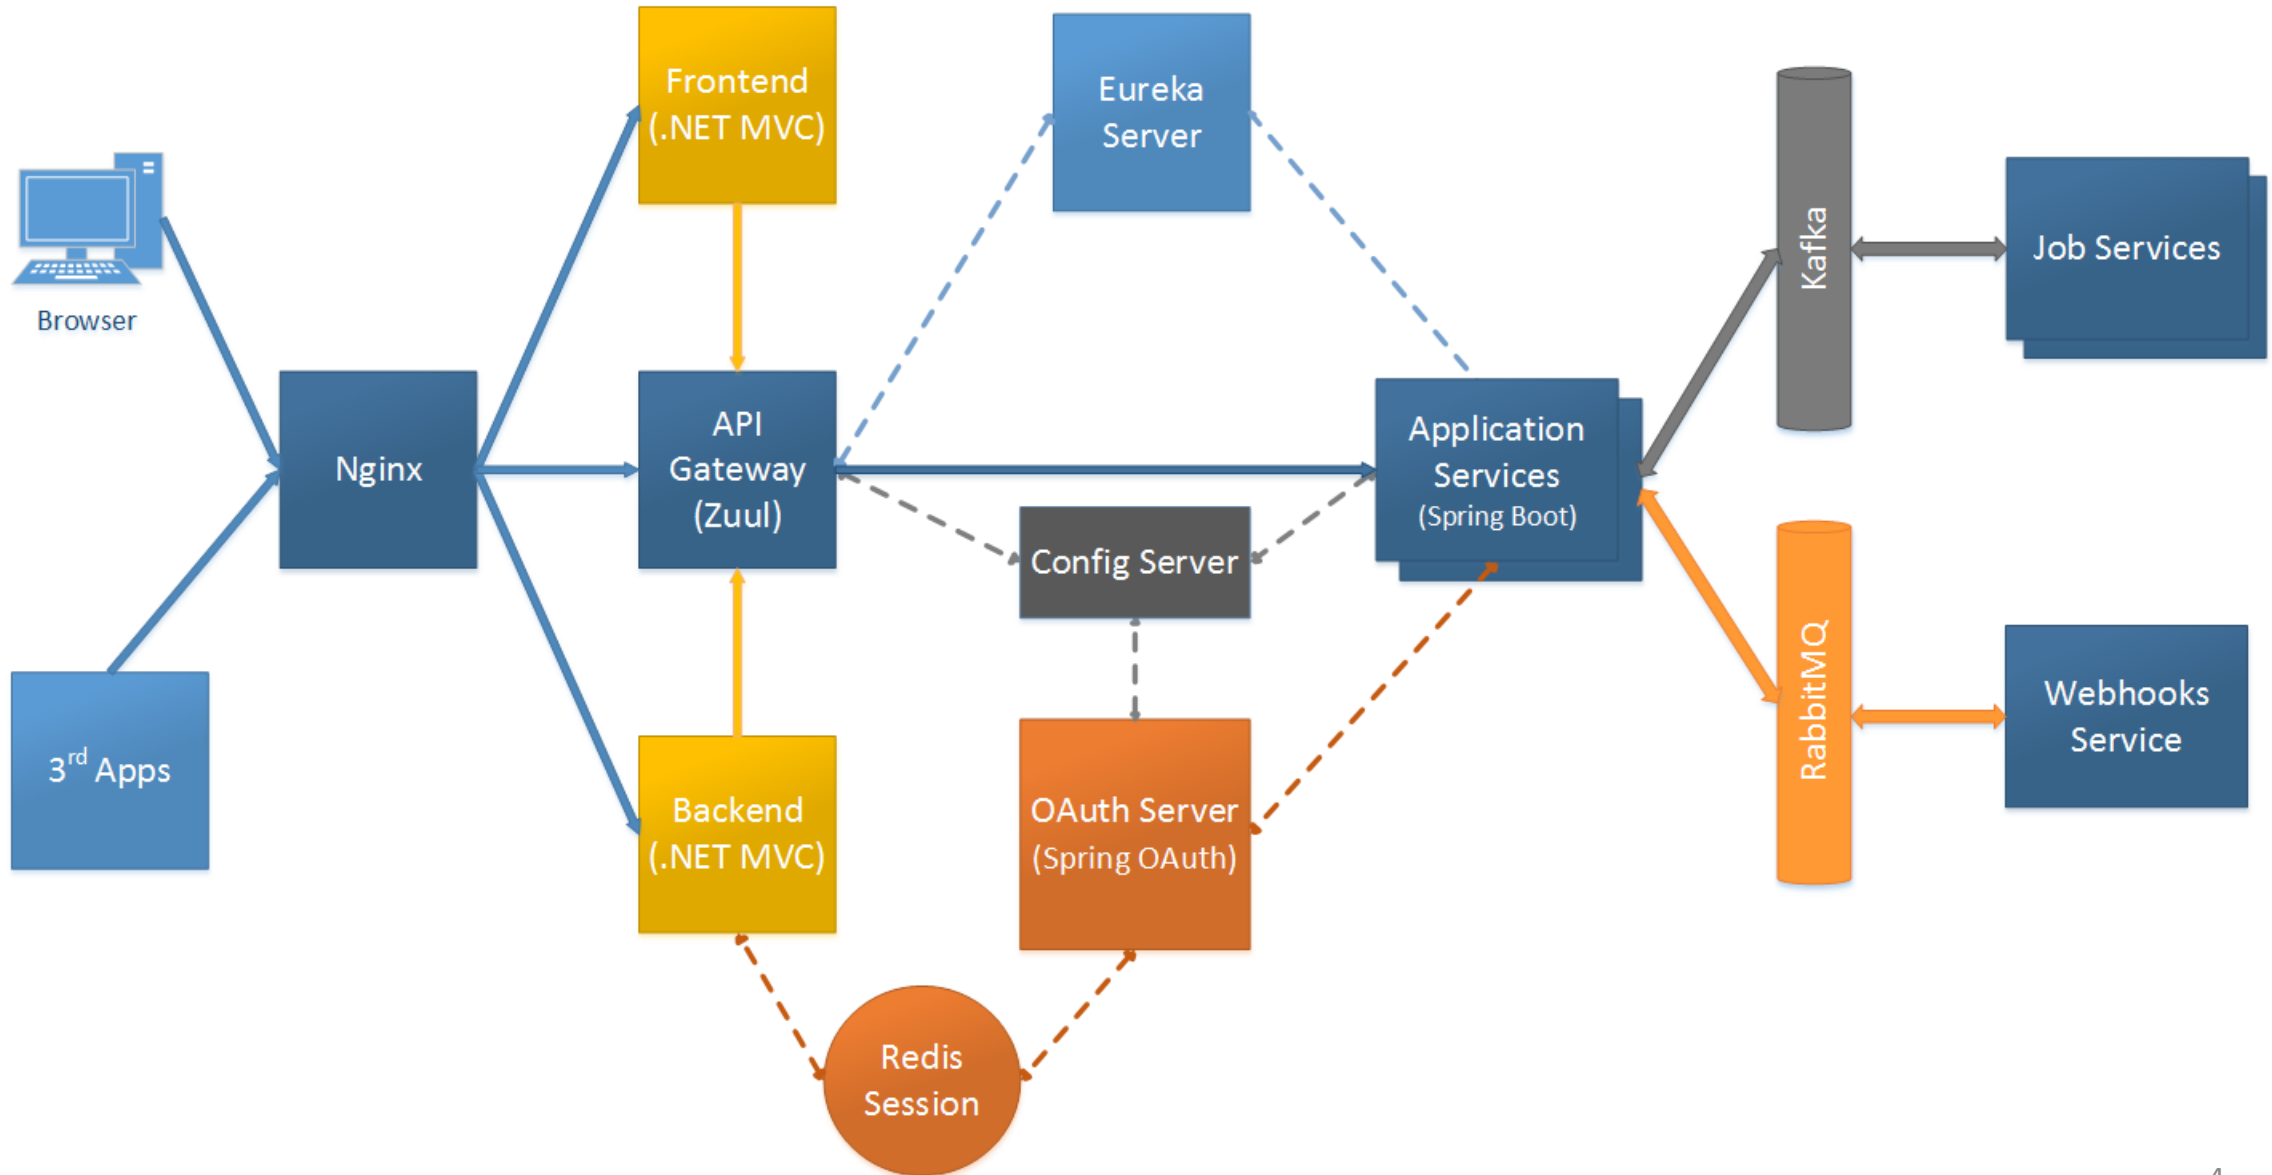 Frontend
(.NET MVC)
Eureka
Server
Kafka
Job Services
Browser
Nginx
API
Gateway
(Zuul)
Application
Services
(Spring Boot)
Config Server
RabbitMQ
Webhooks
Service
3rd Apps
Backend
(.NET MVC)
OAuth Server
(Spring OAuth)
Redis
Session
4